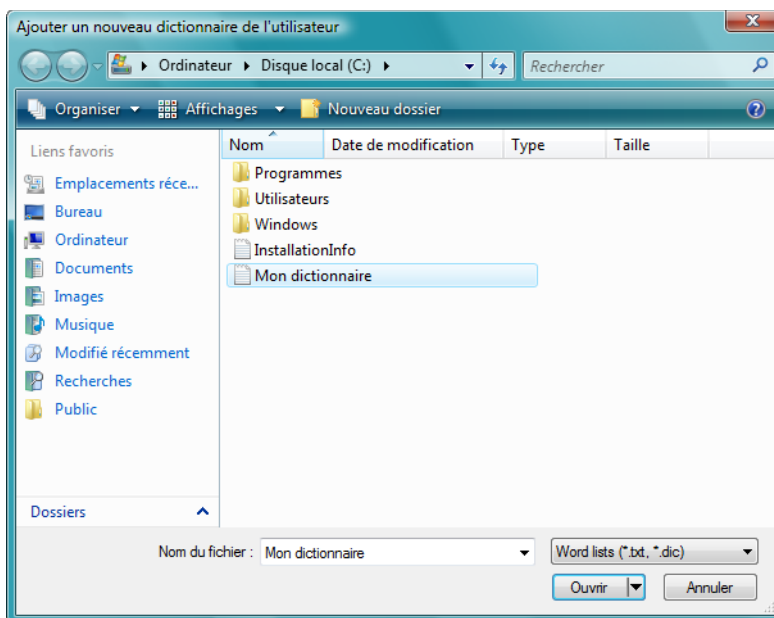 Ajouter un nouveau dictionnaire de l'utilisateur
Ordinateur Disque local (C:) Rechercher
Organiser Affichages Nouveau dossier
Liens favoris
Emplacements réce...
Bureau
Ordinateur
Documents
Images
Musique
Modifié récemment
Recherches
Public
Dossiers
Nom Date de modification Type Taille
Programmes
Utilisateurs
Windows
InstallationInfo
Mon dictionnaire
Nom du fichier : Mon dictionnaire Word lists (*.txt, *.dic)
Ouvrir Annuler